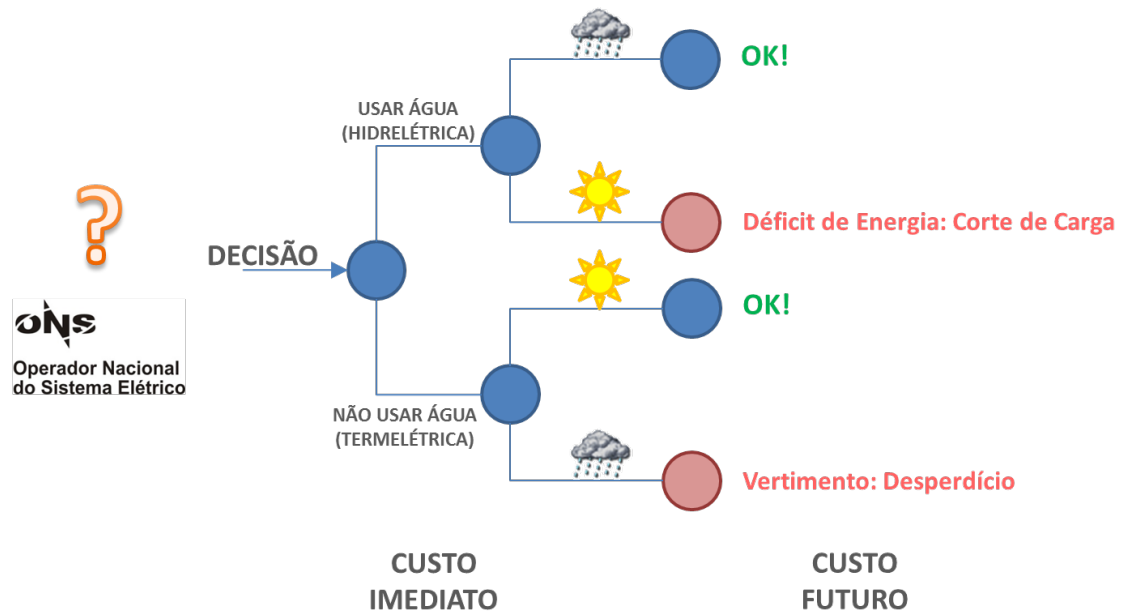 OK!
USAR ÁGUA
(HIDRELÉTRICA)
?
Déficit de Energia: Corte de Carga
DECISÃO
OK!
ONS
Operador Nacional
do Sistema Elétrico
NÃO USAR ÁGUA
(TERMELÉTRICA)
Vertimento: Desperdício
CUSTO
IMEDIATO
CUSTO
FUTURO